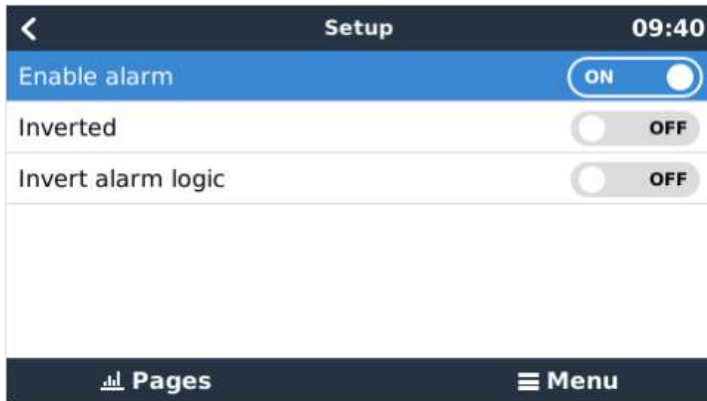 Setup 09:40
Enable alarm ON
Inverted OFF
Invert alarm logic OFF
Pages Menu